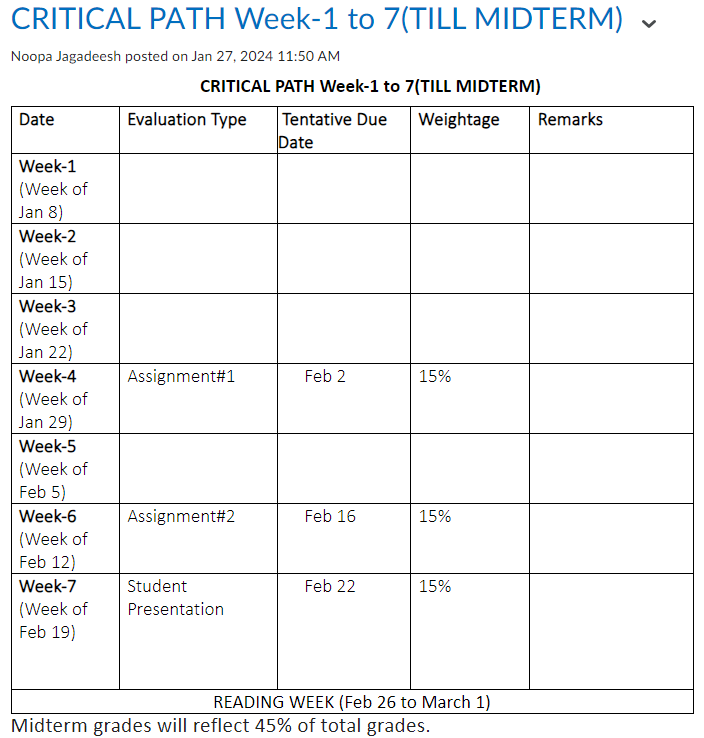 CRITICAL PATH Week-1 to 7(TILL MIDTERM)
Noopa Jagadeesh posted on Jan 27, 2024 11:50 AM
CRITICAL PATH Week-1 to 7(TILL MIDTERM)
Date Evaluation Type Tentative Due Weightage Remarks
Date
Week-1
(Week of
Jan 8)
Week-2
(Week of
Jan 15)
Week-3
(Week of
Jan 22)
Week-4 Assignment#1 Feb 2 15%
(Week of
Jan 29)
Week-5
(Week of
Feb 5)
Week-6 Assignment#2 Feb 16 15%
(Week of
Feb 12)
Week-7 Student Feb 22 15%
(Week of Presentation
Feb 19)
READING WEEK (Feb 26 to March 1)
Midterm grades will reflect 45% of total grades.